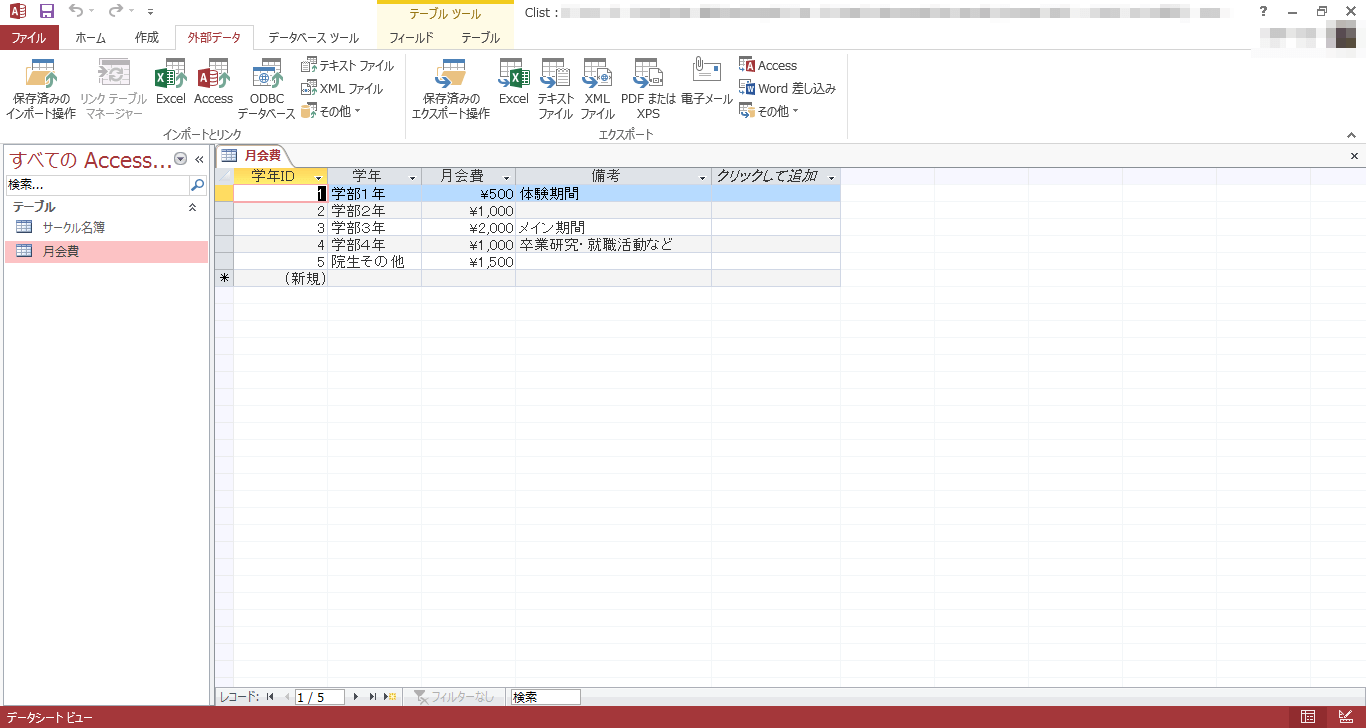 テーブル ツール
Clist :
?
ファイル ホーム 作成 外部データ データベース ツール フィールド テーブル
保存済みの
インポート操作
リンク テーブル
マネージャー
Excel
Access
ODBC
データベース
テキスト ファイル
XML ファイル
その他
インポートとリンク
保存済みの
エクスポート操作
Excel
テキスト
ファイル
XML
ファイル
PDF または
XPS
電子メール
Access
Word 差し込み
その他
エクスポート
すべての Access... «
検索...
テーブル
サークル名簿
月会費
月会費
学年ID 学年 月会費 備考 クリックして追加
1 学部１年 ¥500 体験期間
2 学部２年 ¥1,000
3 学部３年 ¥2,000 メイン期間
4 学部４年 ¥1,000 卒業研究・就職活動など
5 院生その他 ¥1,500
* (新規)
レコード: 1 / 5 フィルターなし 検索
データシート ビュー